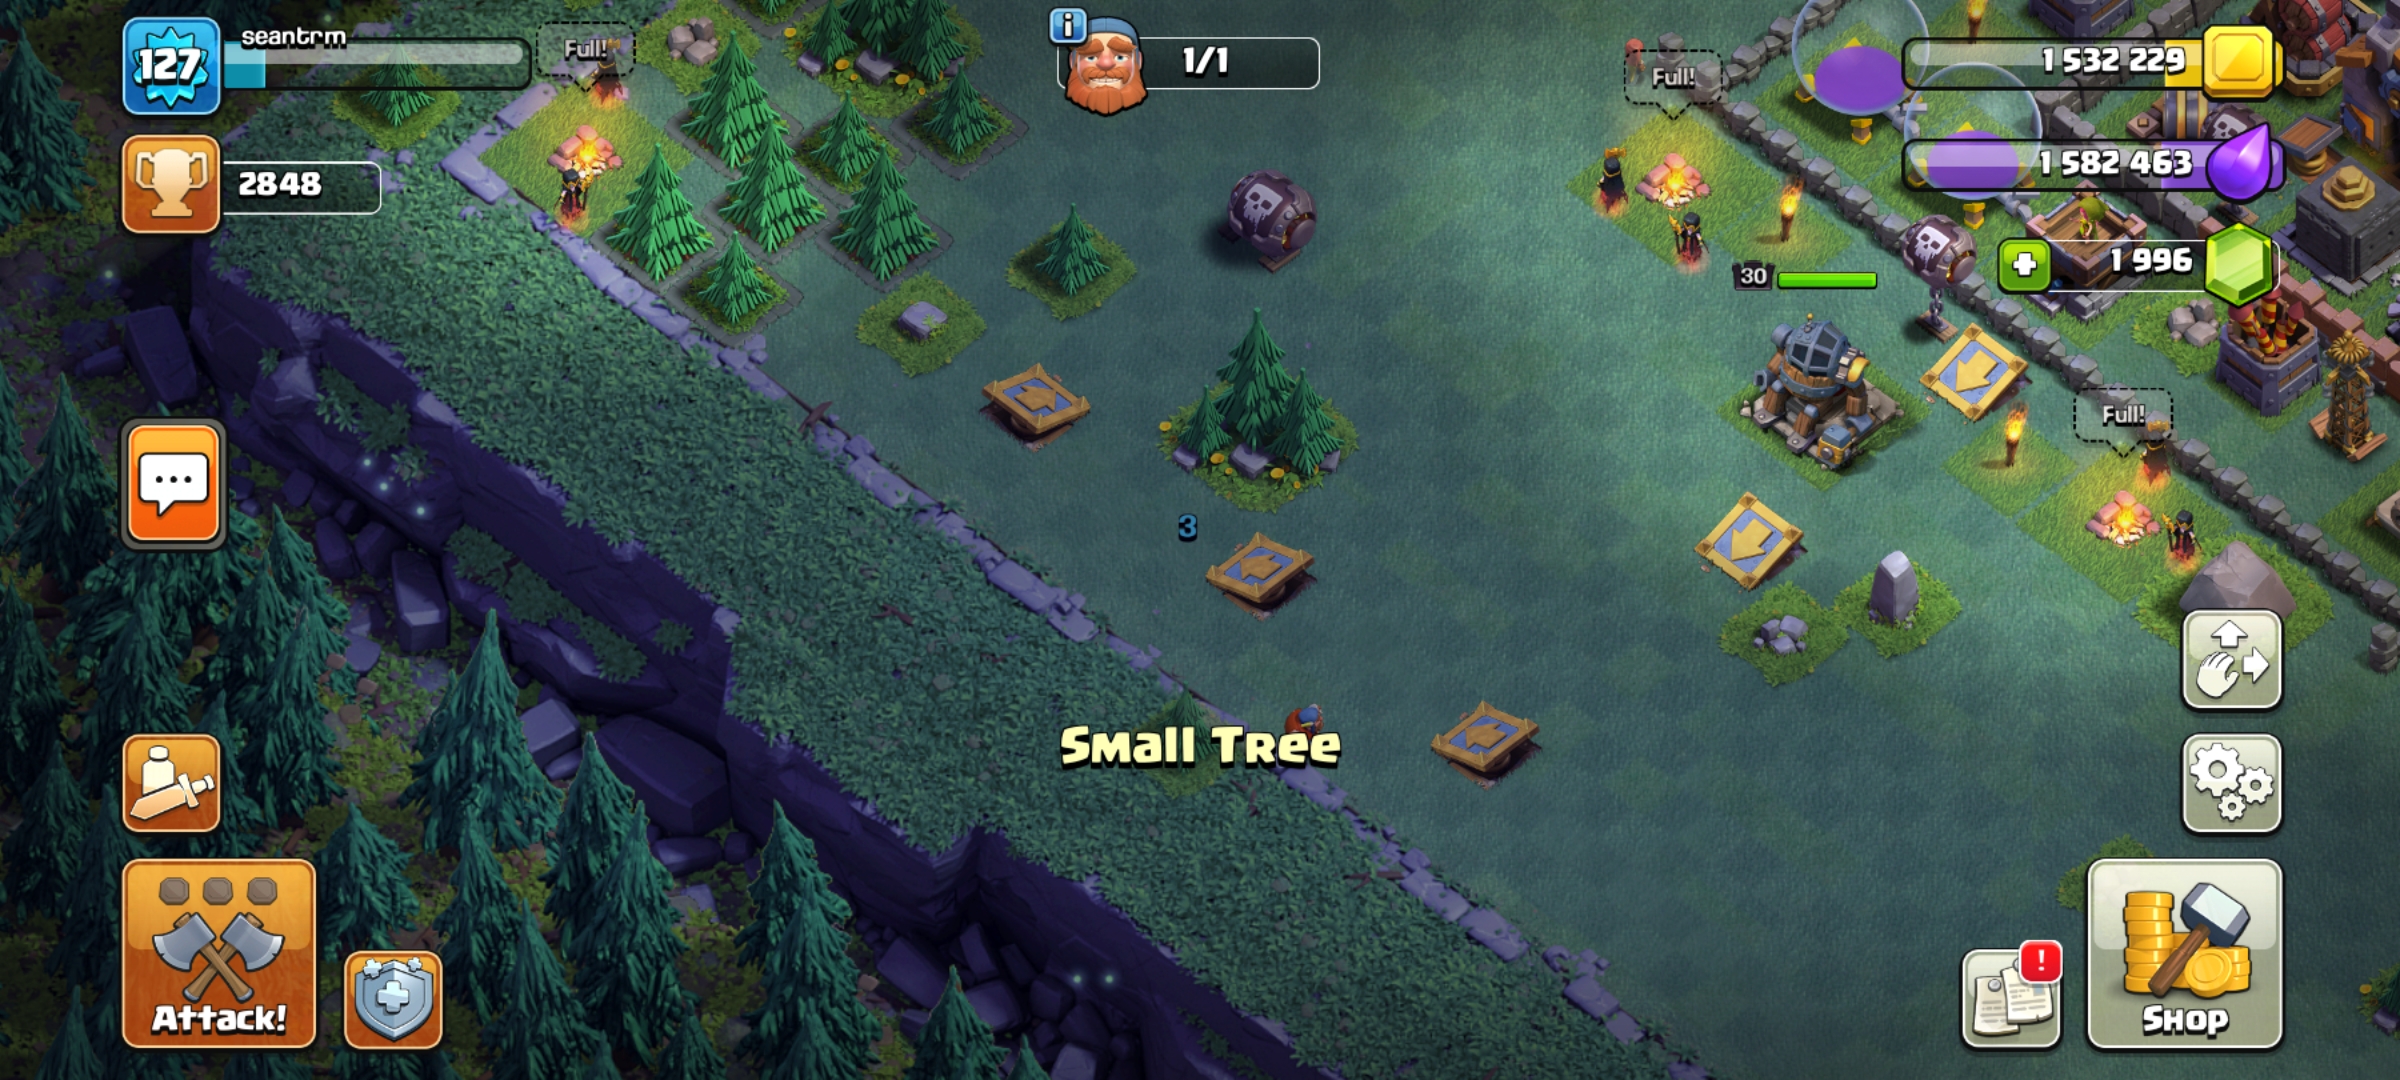 127
seantrm
Full!
i
1/1
Full!
1 532 229
2848
1 582 463
1 996
30
Full!
3
Small Tree
Attack!
!
Shop